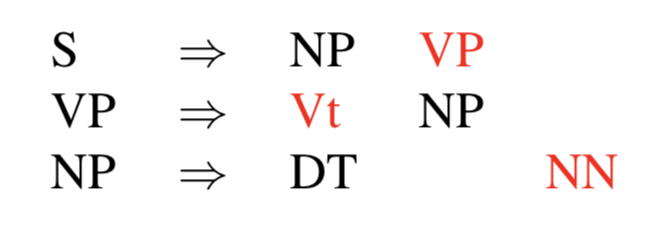 S ⇒ NP VP
VP ⇒ Vt NP
NP ⇒ DT NN